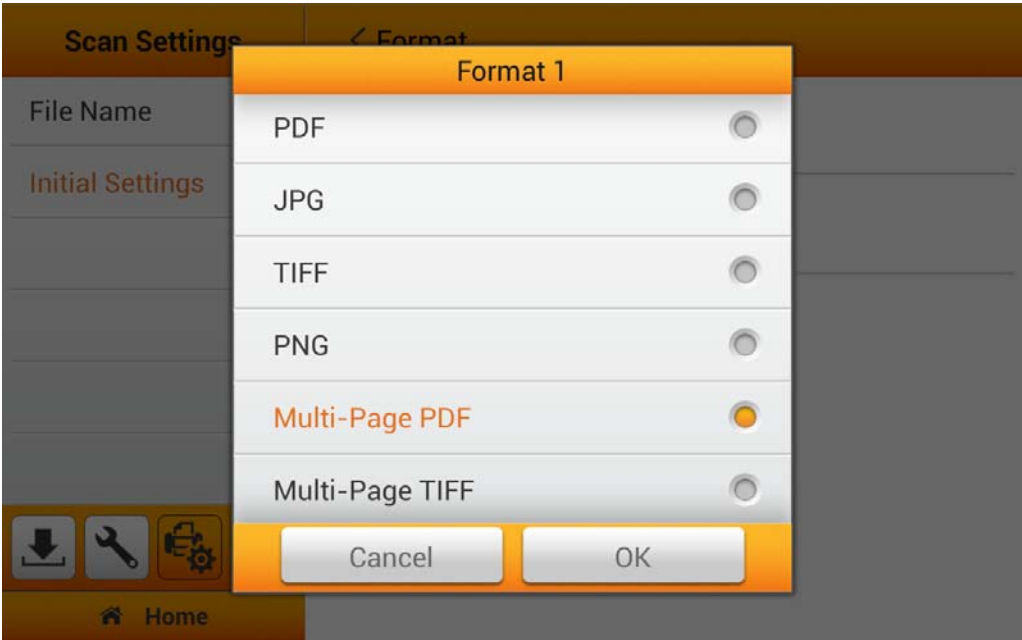 Scan Settings
< Format
Format 1
File Name
Initial Settings
PDF
JPG
TIFF
PNG
Multi-Page PDF
Multi-Page TIFF
Cancel
OK
Home